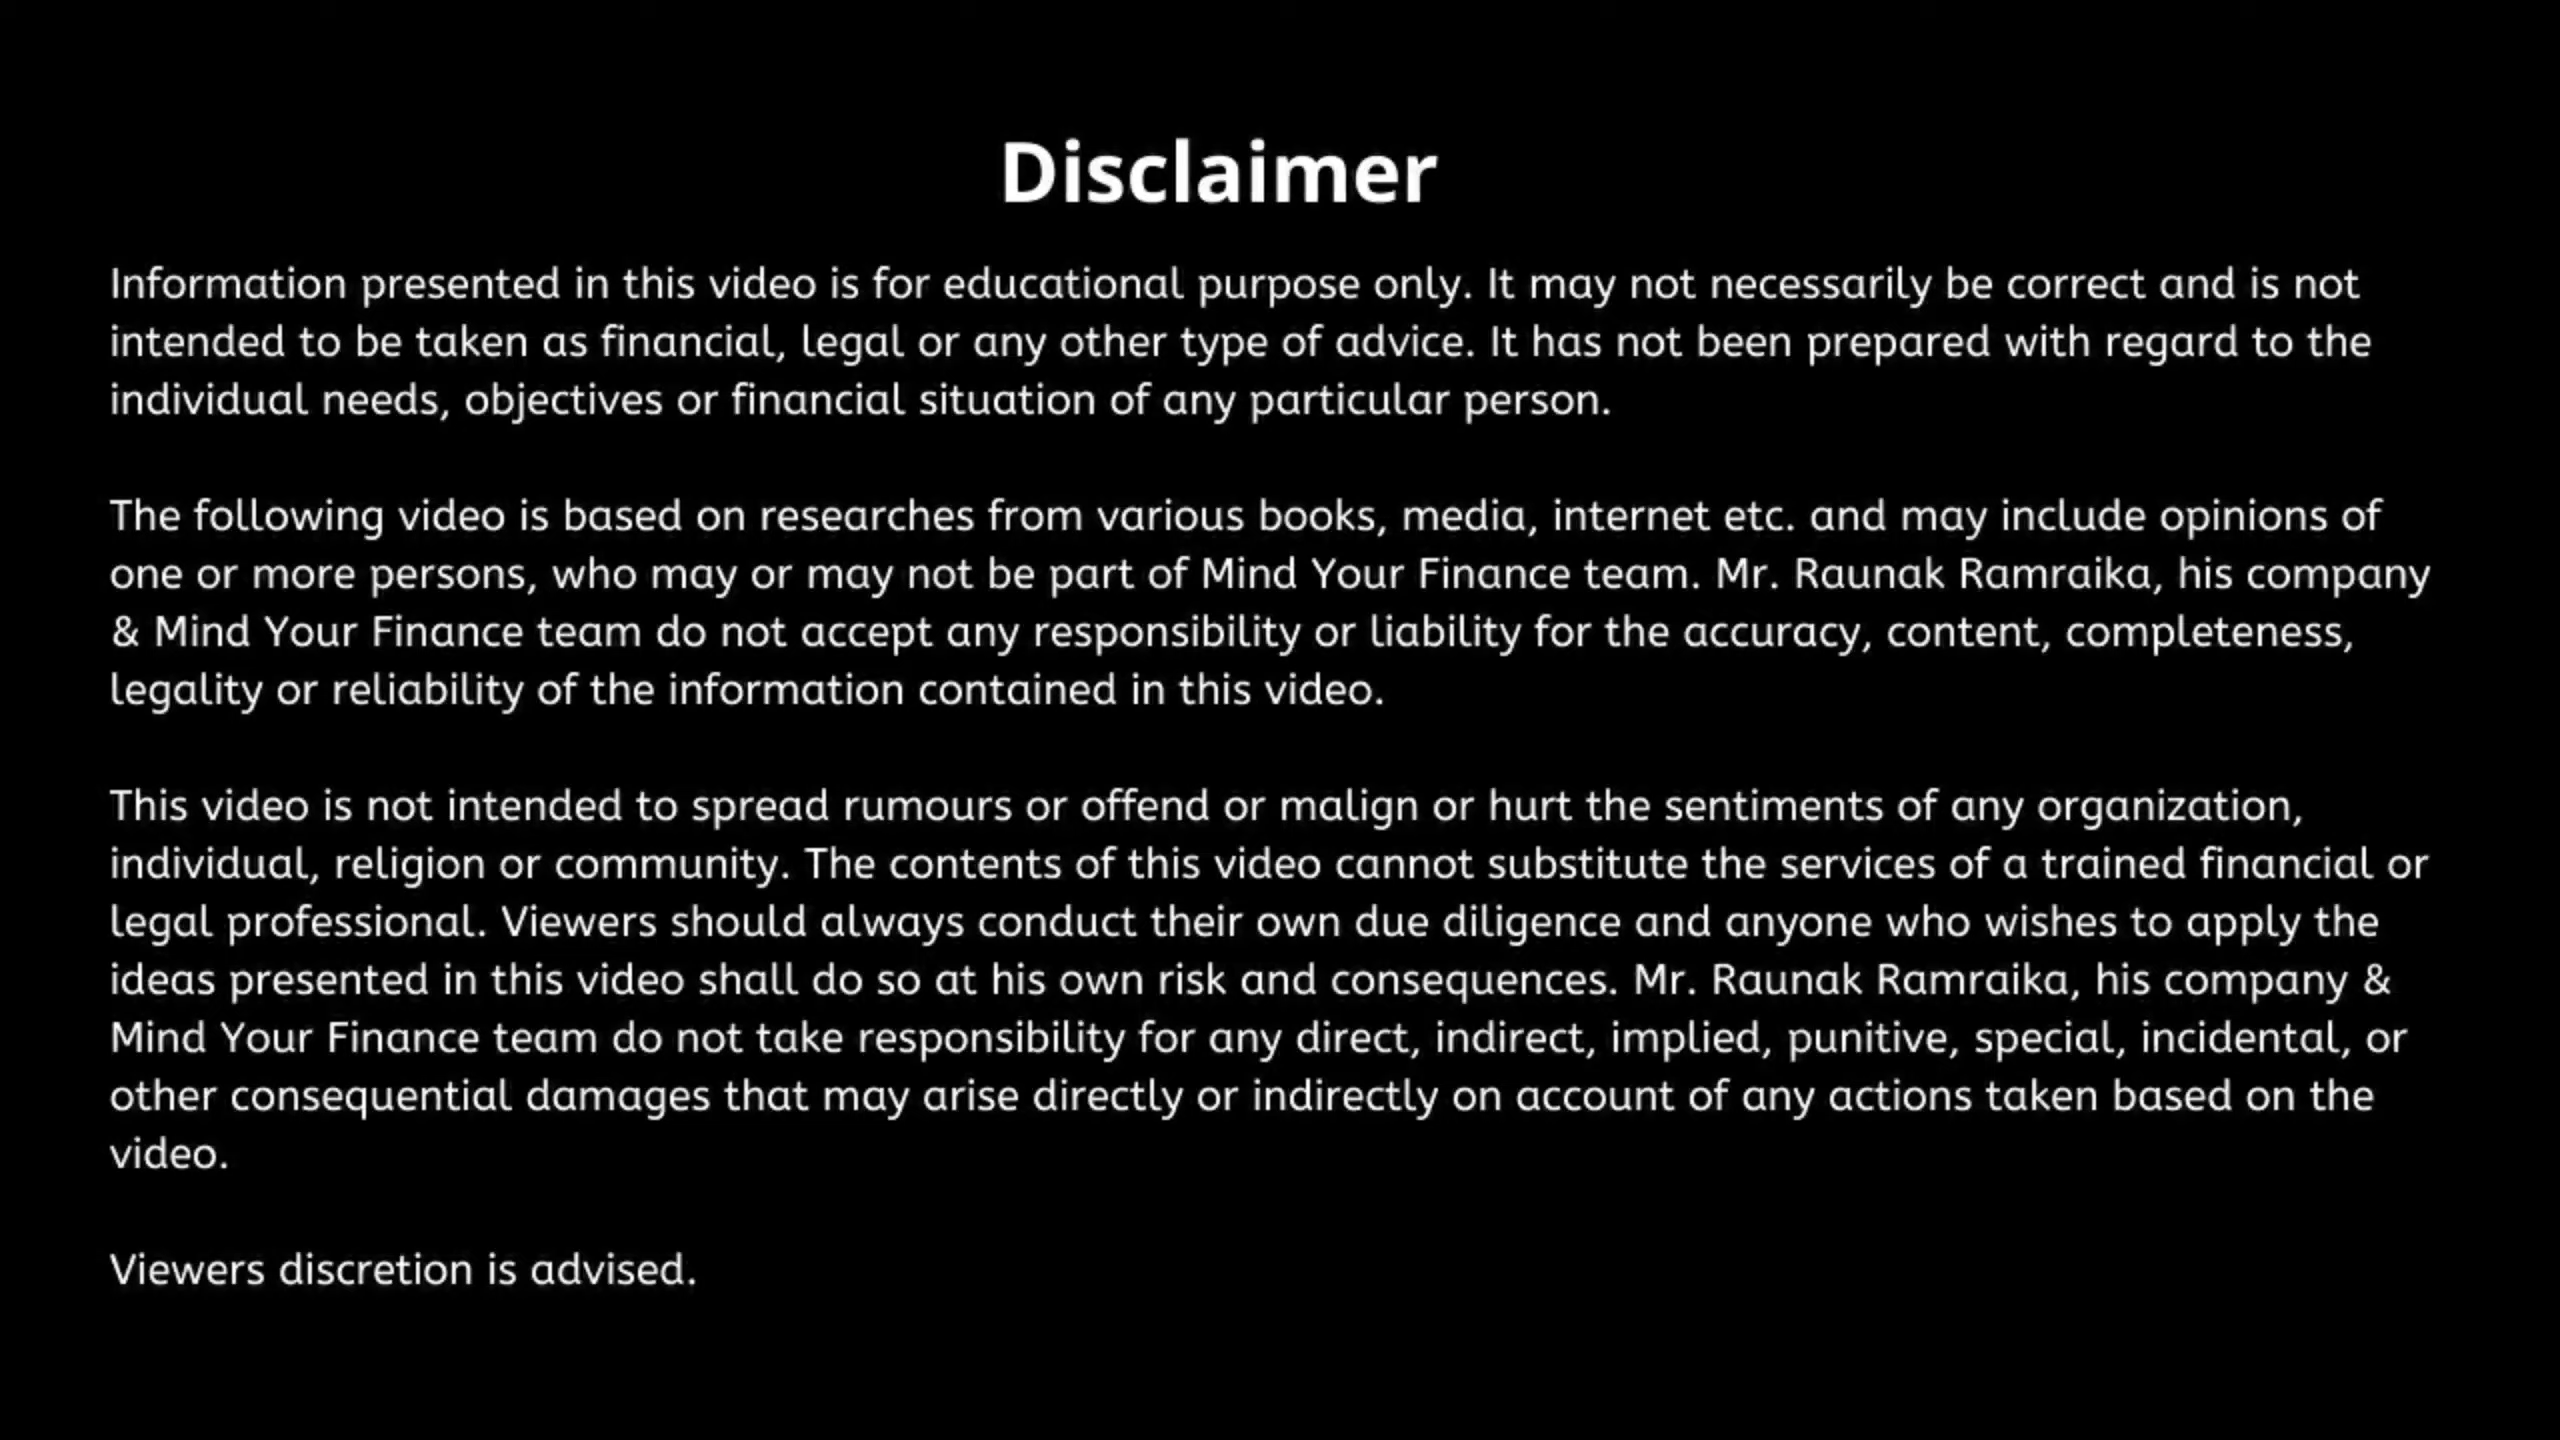 Disclaimer
Information presented in this video is for educational purpose only. It may not necessarily be correct and is not
intended to be taken as financial, legal or any other type of advice. It has not been prepared with regard to the
individual needs, objectives or financial situation of any particular person.
The following video is based on researches from various books, media, internet etc. and may include opinions of
one or more persons, who may or may not be part of Mind Your Finance team. Mr. Raunak Ramraika, his company
& Mind Your Finance team do not accept any responsibility or liability for the accuracy, content, completeness,
legality or reliability of the information contained in this video.
This video is not intended to spread rumours or offend or malign or hurt the sentiments of any organization,
individual, religion or community. The contents of this video cannot substitute the services of a trained financial or
legal professional. Viewers should always conduct their own due diligence and anyone who wishes to apply the
ideas presented in this video shall do so at his own risk and consequences. Mr. Raunak Ramraika, his company &
Mind Your Finance team do not take responsibility for any direct, indirect, implied, punitive, special, incidental, or
other consequential damages that may arise directly or indirectly on account of any actions taken based on the
video.
Viewers discretion is advised.